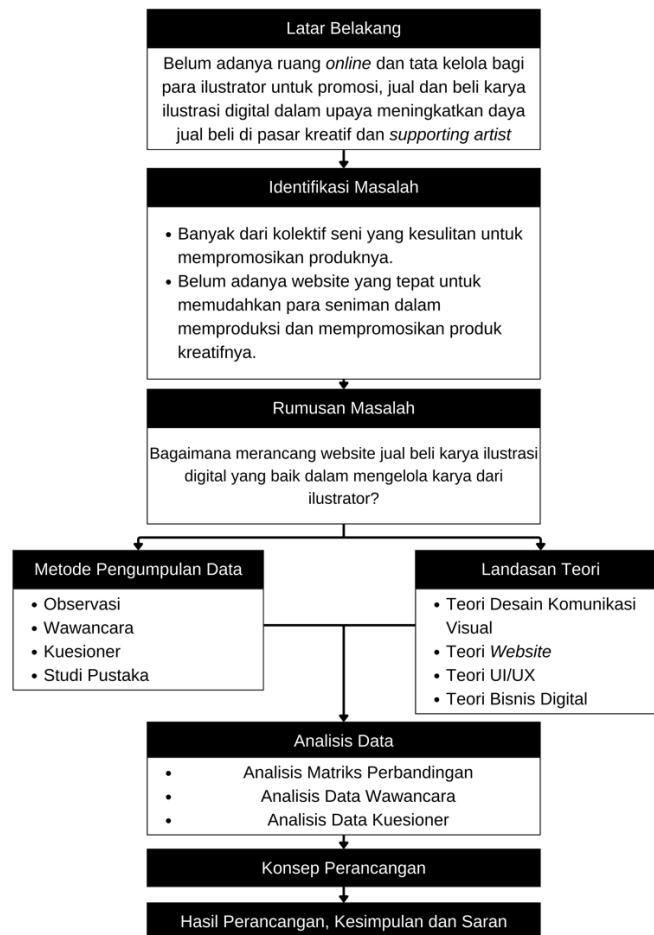 Latar Belakang
Belum adanya ruang online dan tata kelola bagi
para ilustrator untuk promosi, jual dan beli karya
ilustrasi digital dalam upaya meningkatkan daya
jual beli di pasar kreatif dan supporting artist
Identifikasi Masalah
• Banyak dari kolektif seni yang kesulitan untuk
mempromosikan produknya.
• Belum adanya website yang tepat untuk
memudahkan para seniman dalam
memproduksi dan mempromosikan produk
kreatifnya.
Rumusan Masalah
Bagaimana merancang website jual beli karya ilustrasi
digital yang baik dalam mengelola karya dari
ilustrator?
Metode Pengumpulan Data
• Observasi
• Wawancara
• Kuesioner
• Studi Pustaka
Landasan Teori
• Teori Desain Komunikasi
Visual
• Teori Website
• Teori UI/UX
• Teori Bisnis Digital
Analisis Data
• Analisis Matriks Perbandingan
• Analisis Data Wawancara
• Analisis Data Kuesioner
Konsep Perancangan
Hasil Perancangan, Kesimpulan dan Saran